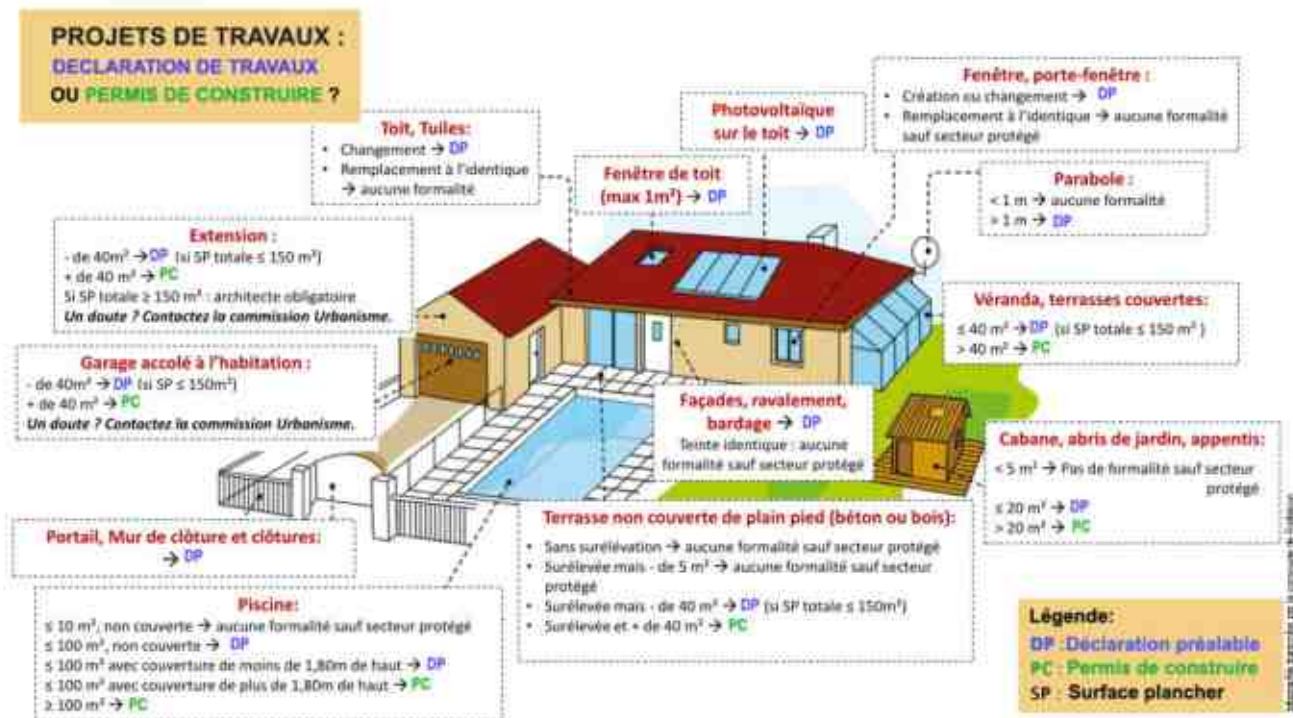 PROJETS DE TRAVAUX :
DECLARATION DE TRAVAUX
OU PERMIS DE CONSTRUIRE ?
Toit, Tuiles:
• Changement → DP
• Remplacement à l'identique
→ aucune formalité
Fenêtre de toit
(max 1m²) → DP
Photovoltaïque
sur le toit → DP
Fenêtre, porte-fenêtre :
• Création ou changement → DP
• Remplacement à l'identique → aucune formalité
sauf secteur protégé
Parabole :
< 1 m → aucune formalité
> 1 m → DP
Extension :
- de 40m² → DP (si SP totale ≤ 150 m²)
+ de 40 m² → PC
Si SP totale ≥ 150 m² : architecte obligatoire
Un doute ? Contactez la commission Urbanisme.
Véranda, terrasses couvertes:
≤ 40 m² → DP (si SP totale ≤ 150 m² )
> 40 m² → PC
Garage accolé à l'habitation :
- de 40m² → DP (si SP ≤ 150m²)
+ de 40 m² → PC
Un doute ? Contactez la commission Urbanisme.
Façades, ravalement,
bardage → DP
Teinte identique : aucune
formalité sauf secteur protégé
Cabane, abris de jardin, appentis:
< 5 m² → Pas de formalité sauf secteur
protégé
≤ 20 m² → DP
> 20 m² → PC
Portail, Mur de clôture et clôtures:
→ DP
Terrasse non couverte de plain pied (béton ou bois):
• Sans surélévation → aucune formalité sauf secteur protégé
• Surélevée mais - de 5 m² → aucune formalité sauf secteur
protégé
• Surélevée mais - de 40 m² → DP (si SP totale ≤ 150m²)
• Surélevée et + de 40 m² → PC
Piscine:
≤ 10 m², non couverte → aucune formalité sauf secteur protégé
≤ 100 m², non couverte → DP
≤ 100 m² avec couverture de moins de 1,80m de haut → DP
≤ 100 m² avec couverture de plus de 1,80m de haut → PC
≥ 100 m² → PC
Légende:
DP : Déclaration préalable
PC : Permis de construire
SP : Surface plancher